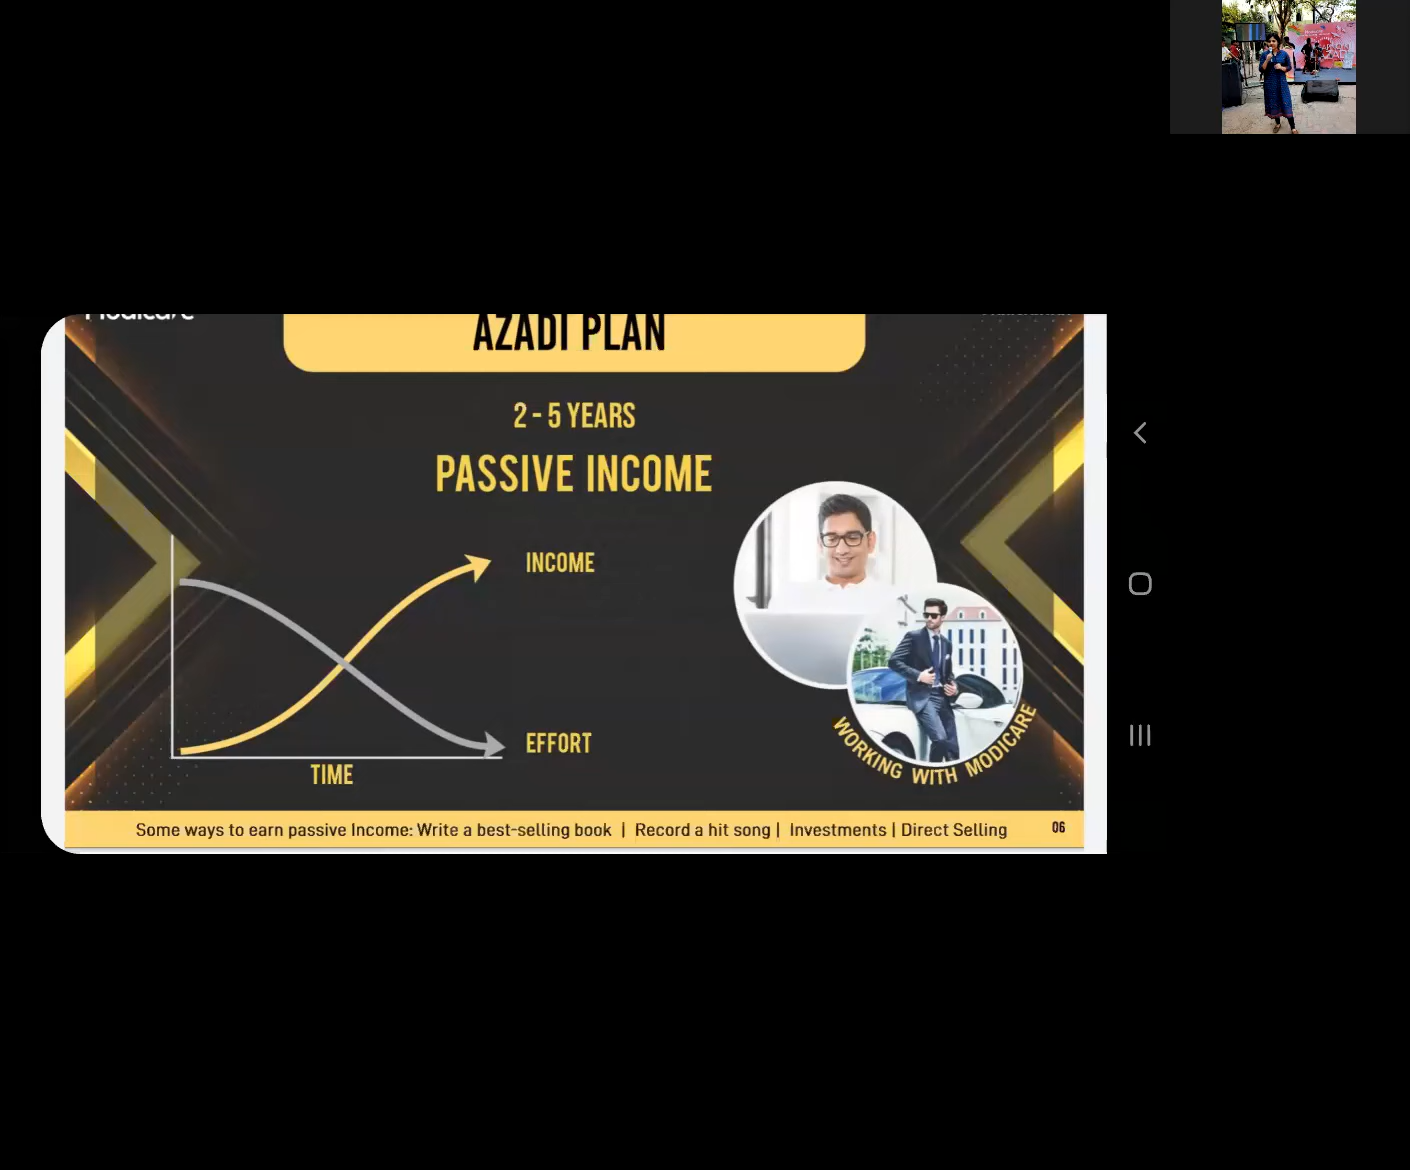 Modicare
AZADI PLAN
2 - 5 YEARS
PASSIVE INCOME
INCOME
EFFORT
TIME
WORKING WITH MODICARE
Some ways to earn passive Income: Write a best-selling book | Record a hit song | Investments | Direct Selling
06